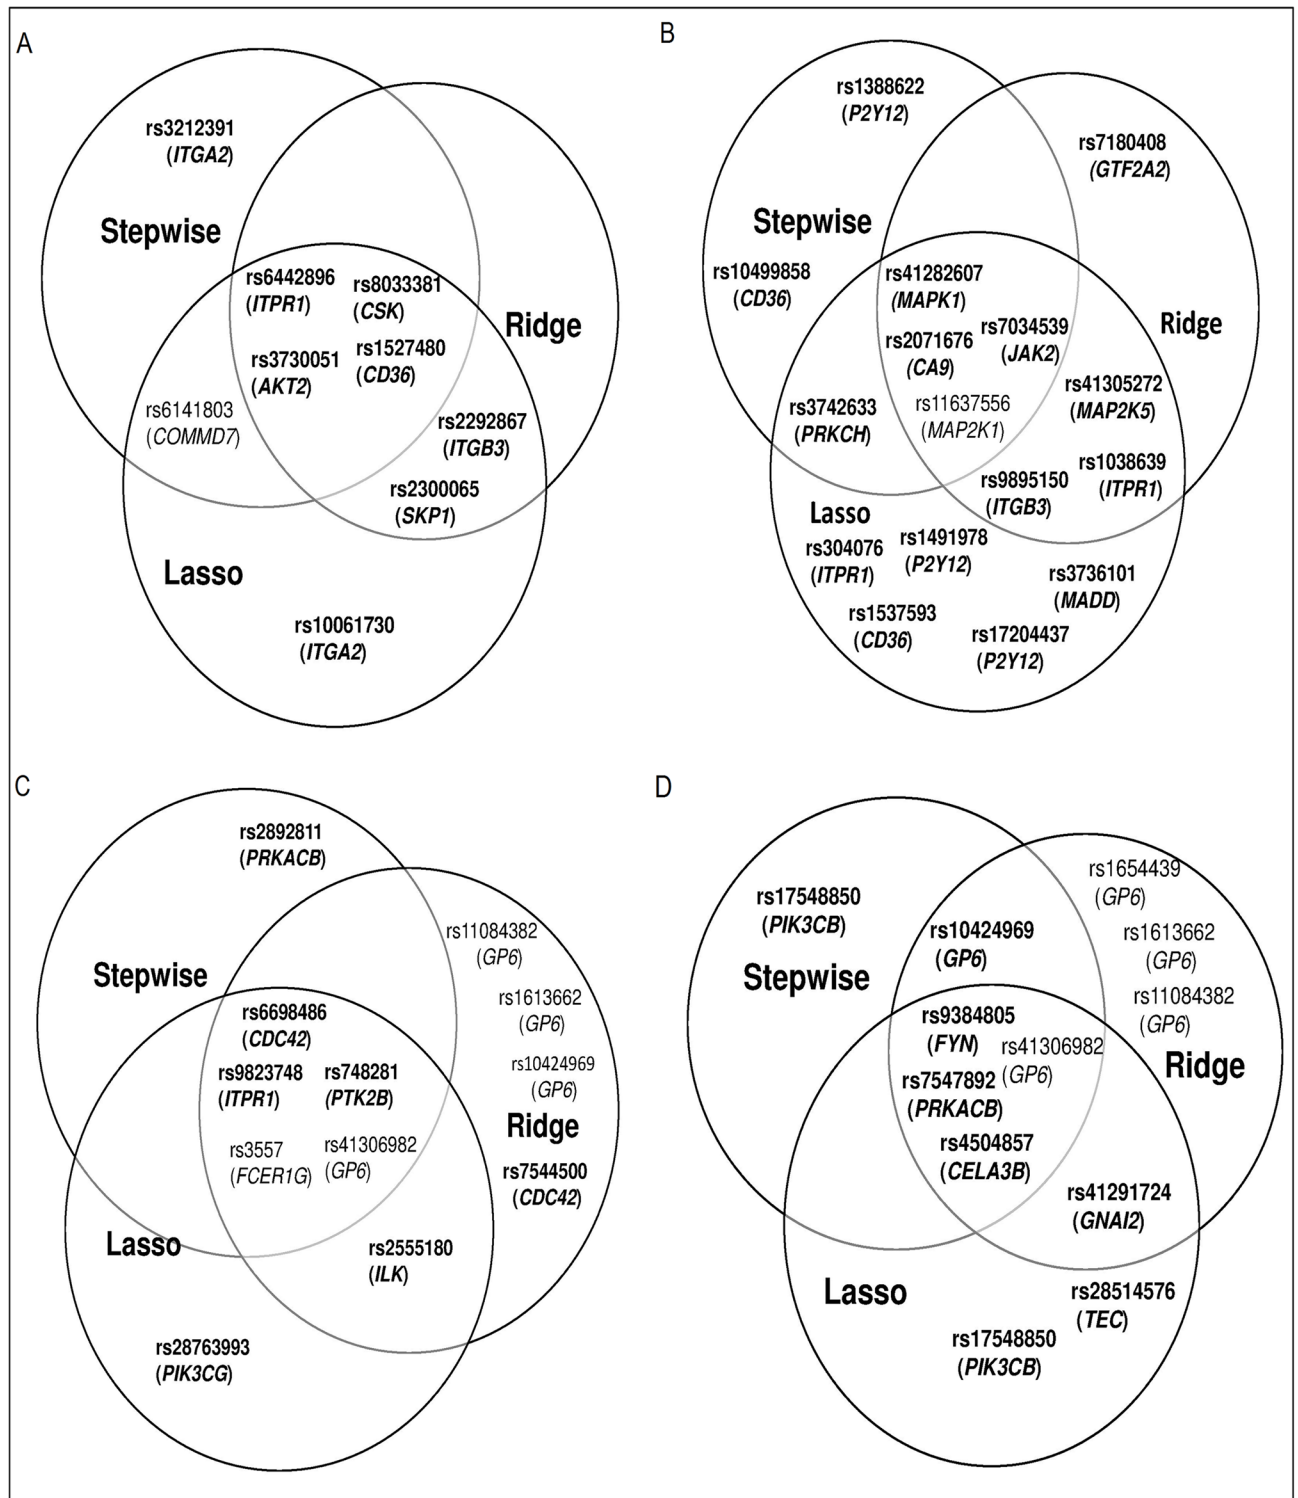 A
rs3212391
(ITGA2)
Stepwise
rs6442896
(ITPR1)
rs8033381
(CSK)
Ridge
rs3730051
(AKT2)
rs1527480
(CD36)
rs6141803
(COMMD7)
rs2292867
(ITGB3)
rs2300065
(SKP1)
Lasso
rs10061730
(ITGA2)
B
rs1388622
(P2Y12)
rs7180408
(GTF2A2)
Stepwise
rs10499858
(CD36)
rs41282607
(MAPK1)
Ridge
rs7034539
(JAK2)
rs2071676
(CA9)
rs41305272
(MAP2K5)
rs3742633
(PRKCH)
rs11637556
(MAP2K1)
rs1038639
(ITPR1)
rs9895150
(ITGB3)
Lasso
rs304076
(ITPR1)
rs1491978
(P2Y12)
rs3736101
(MADD)
rs1537593
(CD36)
rs17204437
(P2Y12)
C
rs2892811
(PRKACB)
rs11084382
(GP6)
Stepwise
rs1613662
(GP6)
rs6698486
(CDC42)
rs10424969
(GP6)
rs9823748
(ITPR1)
rs748281
(PTK2B)
Ridge
rs3557
(FCER1G)
rs41306982
(GP6)
rs7544500
(CDC42)
Lasso
rs2555180
(ILK)
rs28763993
(PIK3CG)
D
rs1654439
(GP6)
rs17548850
(PIK3CB)
rs10424969
(GP6)
rs1613662
(GP6)
Stepwise
rs11084382
(GP6)
rs9384805
(FYN)
rs41306982
(GP6)
Ridge
rs7547892
(PRKACB)
rs4504857
(CELA3B)
rs41291724
(GNAI2)
Lasso
rs28514576
(TEC)
rs17548850
(PIK3CB)